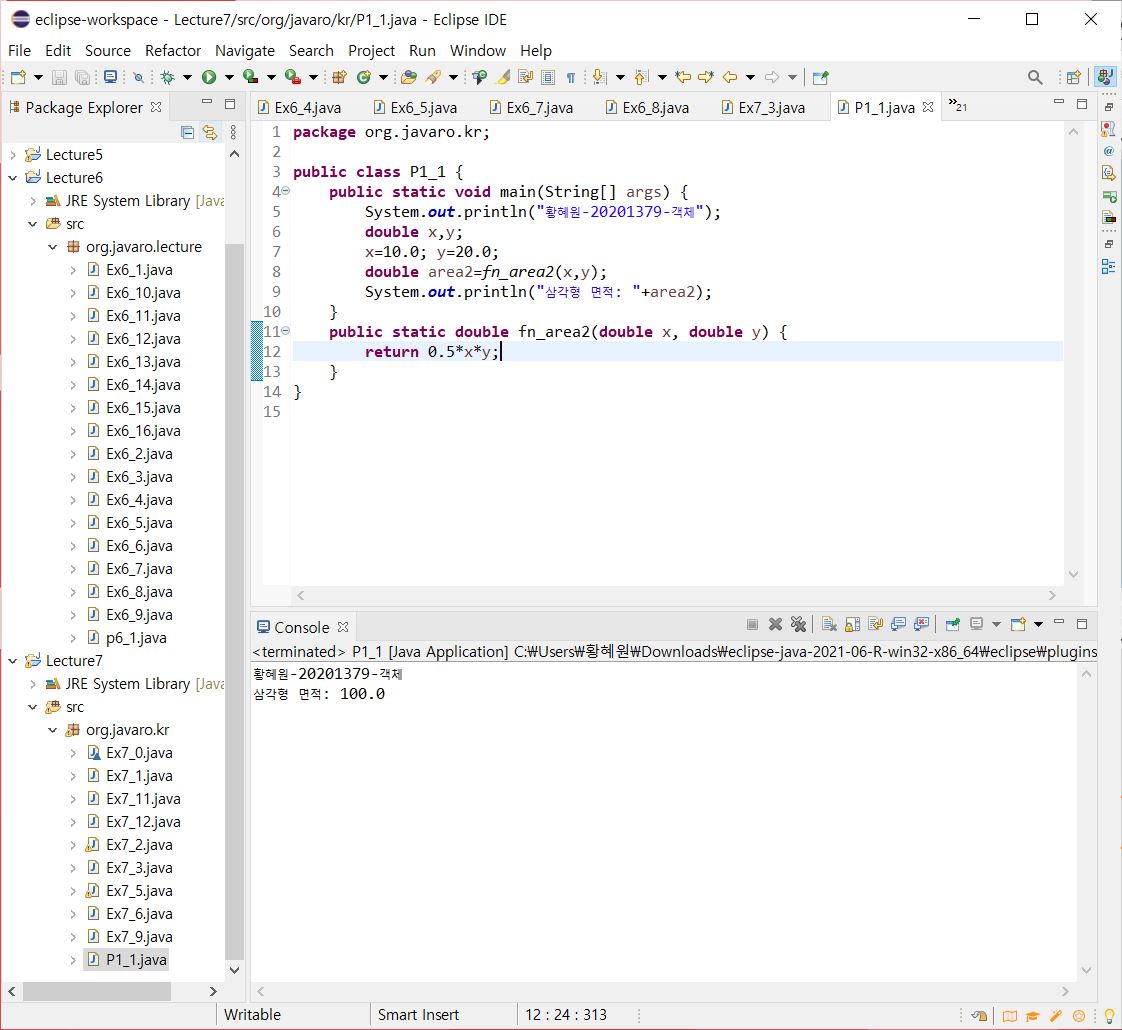 eclipse-workspace - Lecture7/src/org/javaro/kr/P1_1.java - Eclipse IDE
File Edit Source Refactor Navigate Search Project Run Window Help
Package Explorer
Lecture5
Lecture6
JRE System Library [Java
src
org.javaro.lecture
Ex6_1.java
Ex6_10.java
Ex6_11.java
Ex6_12.java
Ex6_13.java
Ex6_14.java
Ex6_15.java
Ex6_16.java
Ex6_2.java
Ex6_3.java
Ex6_4.java
Ex6_5.java
Ex6_6.java
Ex6_7.java
Ex6_8.java
Ex6_9.java
p6_1.java
Lecture7
JRE System Library [Java
src
org.javaro.kr
Ex7_0.java
Ex7_1.java
Ex7_11.java
Ex7_12.java
Ex7_2.java
Ex7_3.java
Ex7_5.java
Ex7_6.java
Ex7_9.java
P1_1.java
Ex6_4.java Ex6_5.java Ex6_7.java Ex6_8.java Ex7_3.java P1_1.java »21
1 package org.javaro.kr;
2
3 public class P1_1 {
4 public static void main(String[] args) {
5 System.out.println("황혜원-20201379-객체");
6 double x,y;
7 x=10.0; y=20.0;
8 double area2=fn_area2(x,y);
9 System.out.println("삼각형 면적: "+area2);
10 }
11 public static double fn_area2(double x, double y) {
12 return 0.5*x*y;
13 }
14 }
15
Console
<terminated> P1_1 [Java Application] C:₩Users₩황혜원₩Downloads₩eclipse-java-2021-06-R-win32-x86_64₩eclipse₩plugins
황혜원-20201379-객체
삼각형 면적: 100.0
Writable Smart Insert 12 : 24 : 313